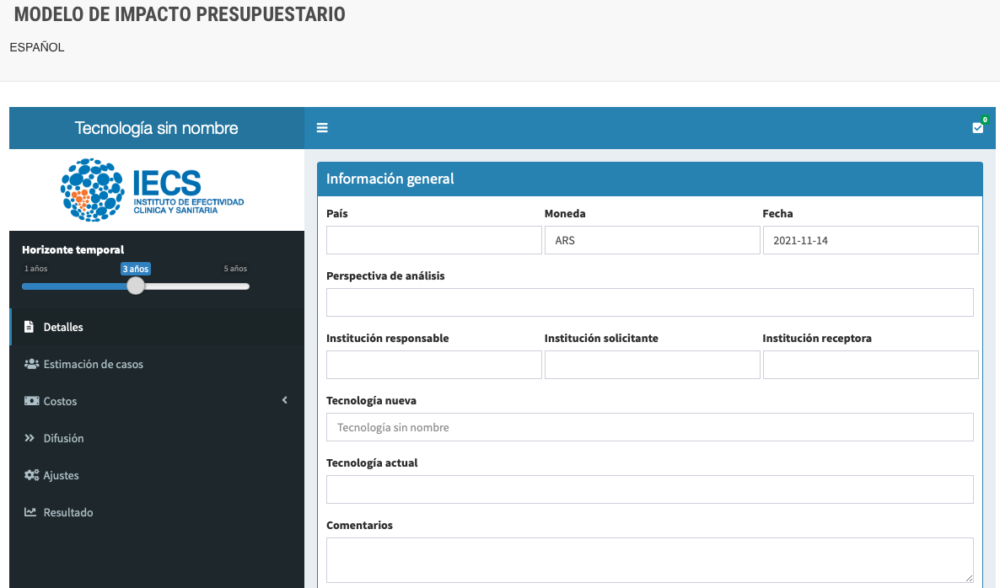 MODELO DE IMPACTO PRESUPUESTARIO
ESPAÑOL
Tecnología sin nombre
0
IECS
INSTITUTO DE EFECTIVIDAD
CLINICA Y SANITARIA
Horizonte temporal
1 años 3 años 5 años
Detalles
Estimación de casos
Costos
Difusión
Ajustes
Resultado
Información general
País Moneda Fecha
ARS 2021-11-14
Perspectiva de análisis
Institución responsable Institución solicitante Institución receptora
Tecnología nueva
Tecnología sin nombre
Tecnología actual
Comentarios